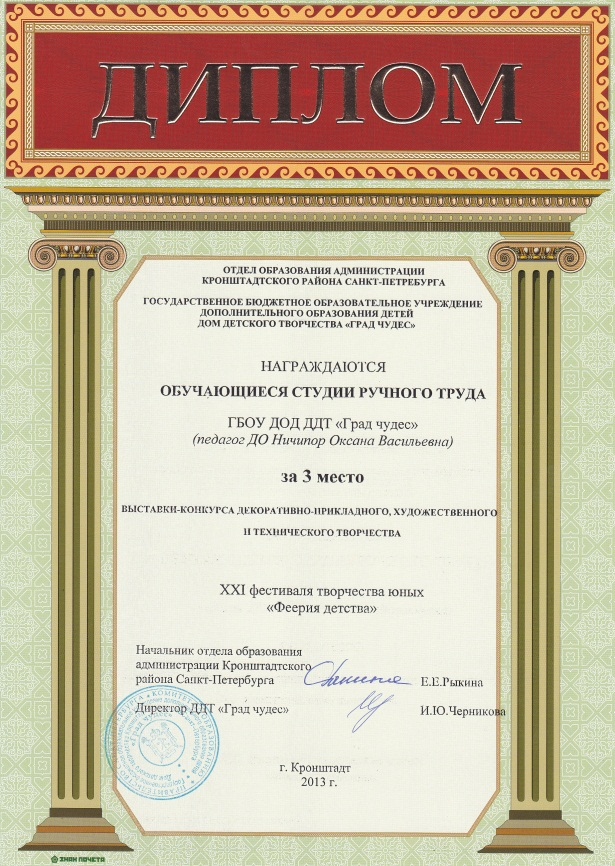 ДИПЛОМ
ОТДЕЛ ОБРАЗОВАНИЯ АДМИНИСТРАЦИИ
КРОНШТАДТСКОГО РАЙОНА САНКТ-ПЕТРЕБУРГА
ГОСУДАРСТВЕННОЕ БЮДЖЕТНОЕ ОБРАЗОВАТЕЛЬНОЕ УЧРЕЖДЕНИЕ
ДОПОЛНИТЕЛЬНОГО ОБРАЗОВАНИЯ ДЕТЕЙ
ДОМ ДЕТСКОГО ТВОРЧЕСТВА «ГРАД ЧУДЕС»
НАГРАЖДАЮТСЯ
ОБУЧАЮЩИЕСЯ СТУДИИ РУЧНОГО ТРУДА
ГБОУ ДОД ДДТ «Град чудес»
(педагог ДО Ничипор Оксана Васильевна)
за 3 место
ВЫСТАВКИ-КОНКУРСА ДЕКОРАТИВНО-ПРИКЛАДНОГО, ХУДОЖЕСТВЕННОГО
И ТЕХНИЧЕСКОГО ТВОРЧЕСТВА
XXI фестиваля творчества юных
«Феерия детства»
Начальник отдела образования
администрации Кронштадтского
района Санкт-Петербурга Е.Е.Рыкина
Директор ДДТ «Град чудес» И.Ю.Черникова
г. Кронштадт
2013 г.
ЗНАК ПОЧЕТА